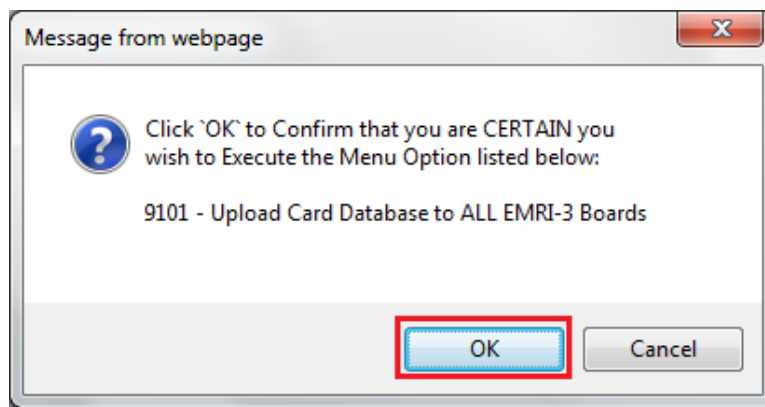 Message from webpage
Click `OK` to Confirm that you are CERTAIN you
wish to Execute the Menu Option listed below:
9101 - Upload Card Database to ALL EMRI-3 Boards
OK
Cancel